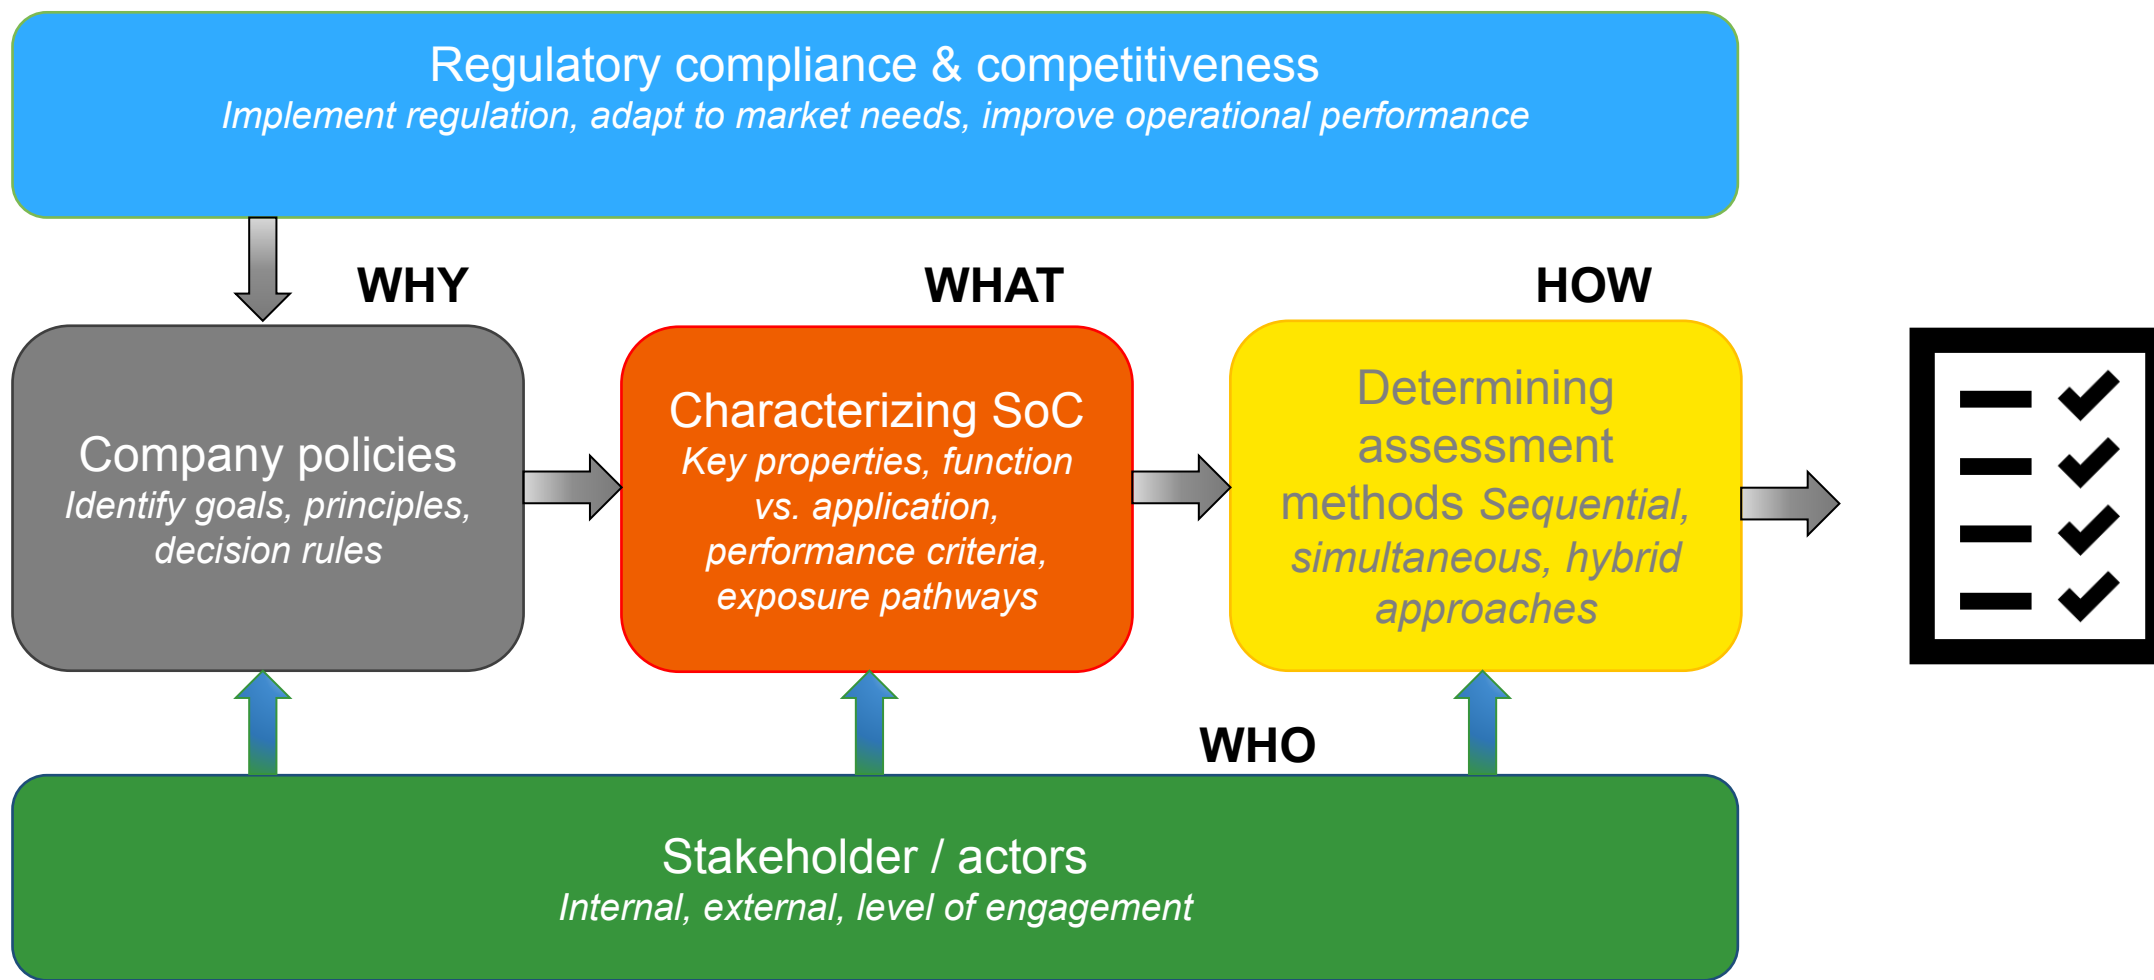 Regulatory compliance & competitiveness
Implement regulation, adapt to market needs, improve operational performance
WHY
WHAT
HOW
Company policies
Identify goals, principles,
decision rules
Characterizing SoC
Key properties, function
vs. application,
performance criteria,
exposure pathways
Determining
assessment
methods Sequential,
simultaneous, hybrid
approaches
WHO
Stakeholder / actors
Internal, external, level of engagement